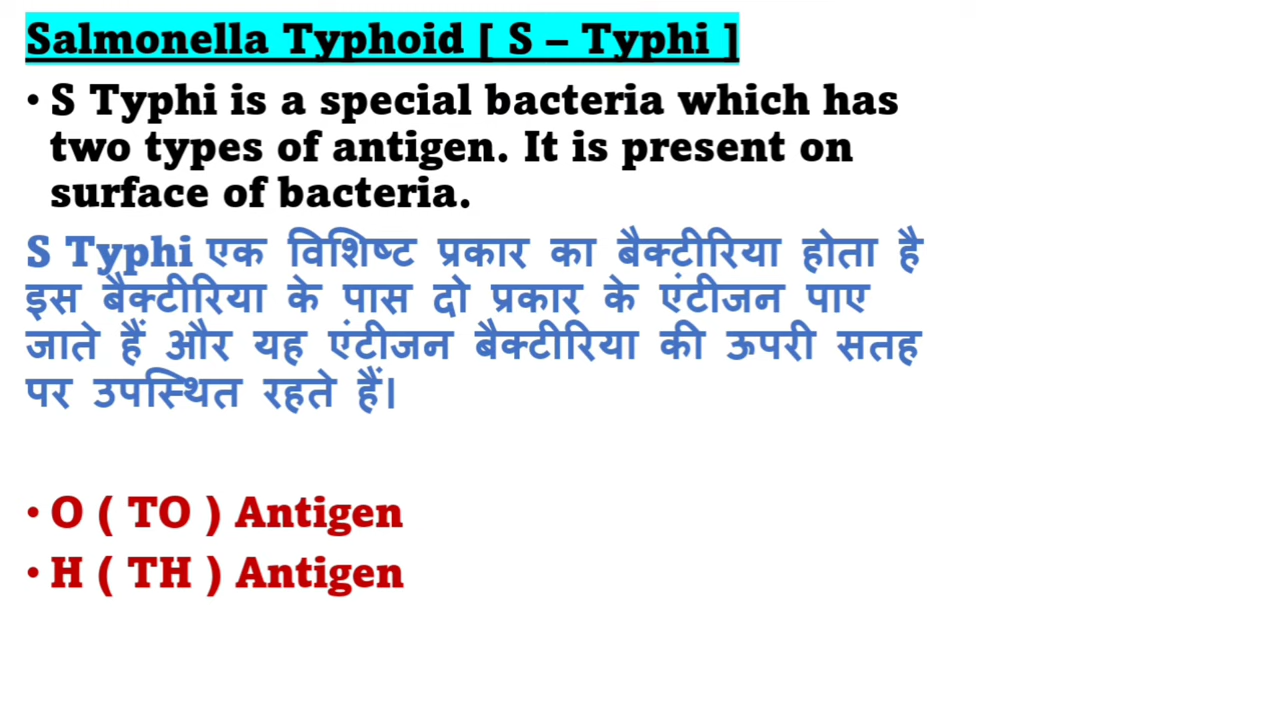 Salmonella Typhoid [ S – Typhi ]
• S Typhi is a special bacteria which has
two types of antigen. It is present on
surface of bacteria.
S Typhi एक विशिष्ट प्रकार का बैक्टीरिया होता है
इस बैक्टीरिया के पास दो प्रकार के एंटीजन पाए
जाते हैं और यह एंटीजन बैक्टीरिया की ऊपरी सतह
पर उपस्थित रहते हैं।
• O ( TO ) Antigen
• H ( TH ) Antigen